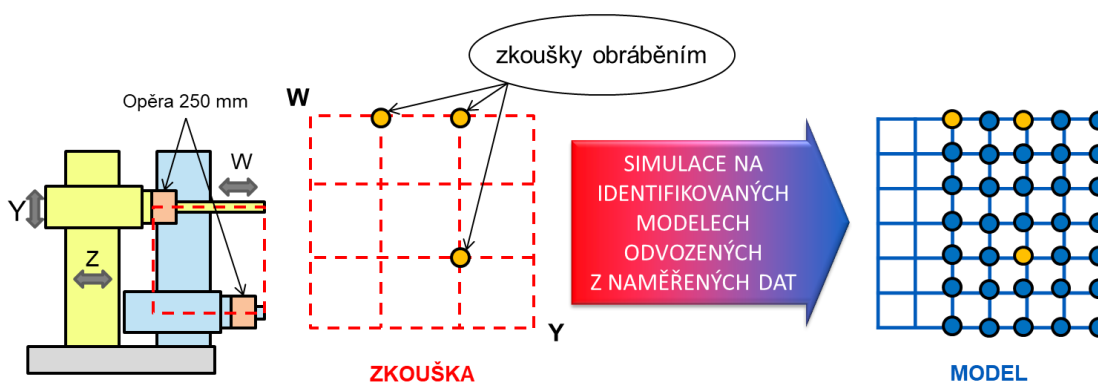 zkoušky obráběním
Opěra 250 mm
W
W
Y
Z
Y
SIMULACE NA
IDENTIFIKOVANÝCH
MODELECH
ODVOZENÝCH
Z NAMĚŘENÝCH DAT
ZKOUŠKA
MODEL